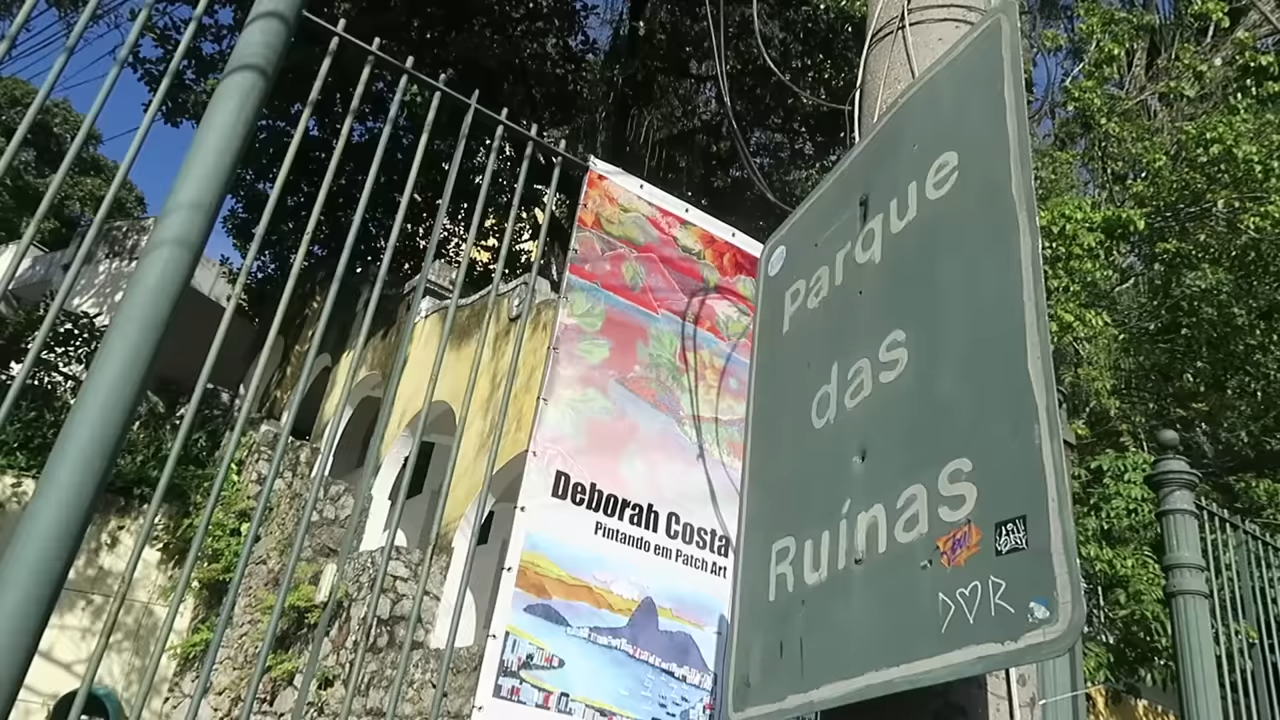 Parque
das
Ruínas
D♡R
Deborah Costa
Pintando em Patch Art